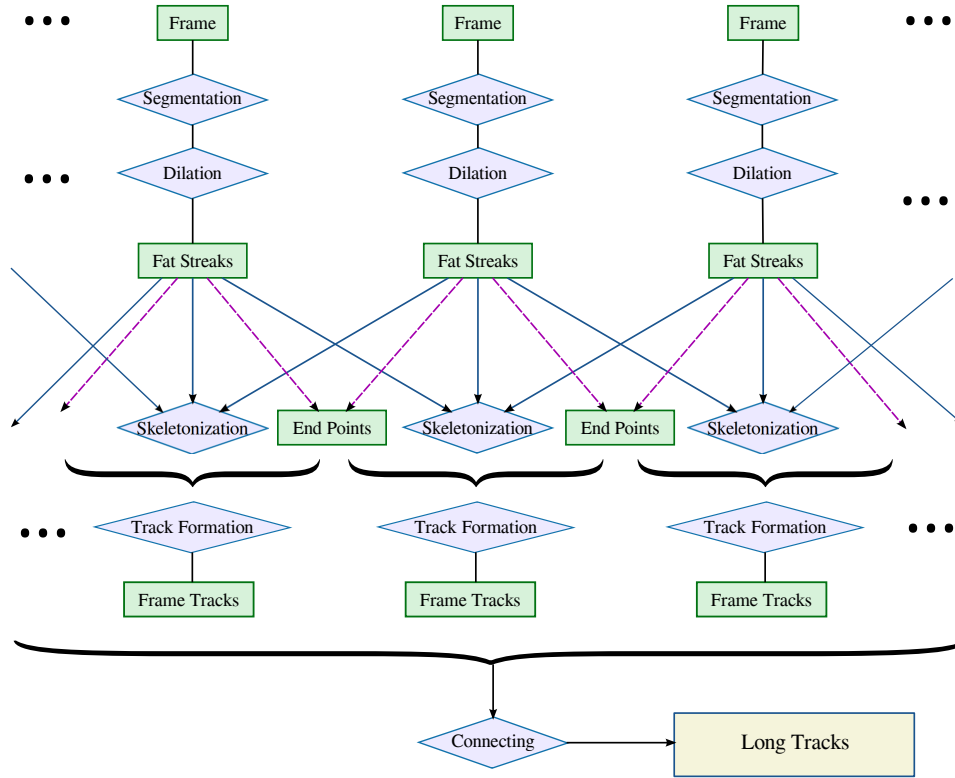 Frame
Frame
Frame
Segmentation
Segmentation
Segmentation
Dilation
Dilation
Dilation
Fat Streaks
Fat Streaks
Fat Streaks
Skeletonization
End Points
Skeletonization
End Points
Skeletonization
Track Formation
Track Formation
Track Formation
Frame Tracks
Frame Tracks
Frame Tracks
Connecting
Long Tracks